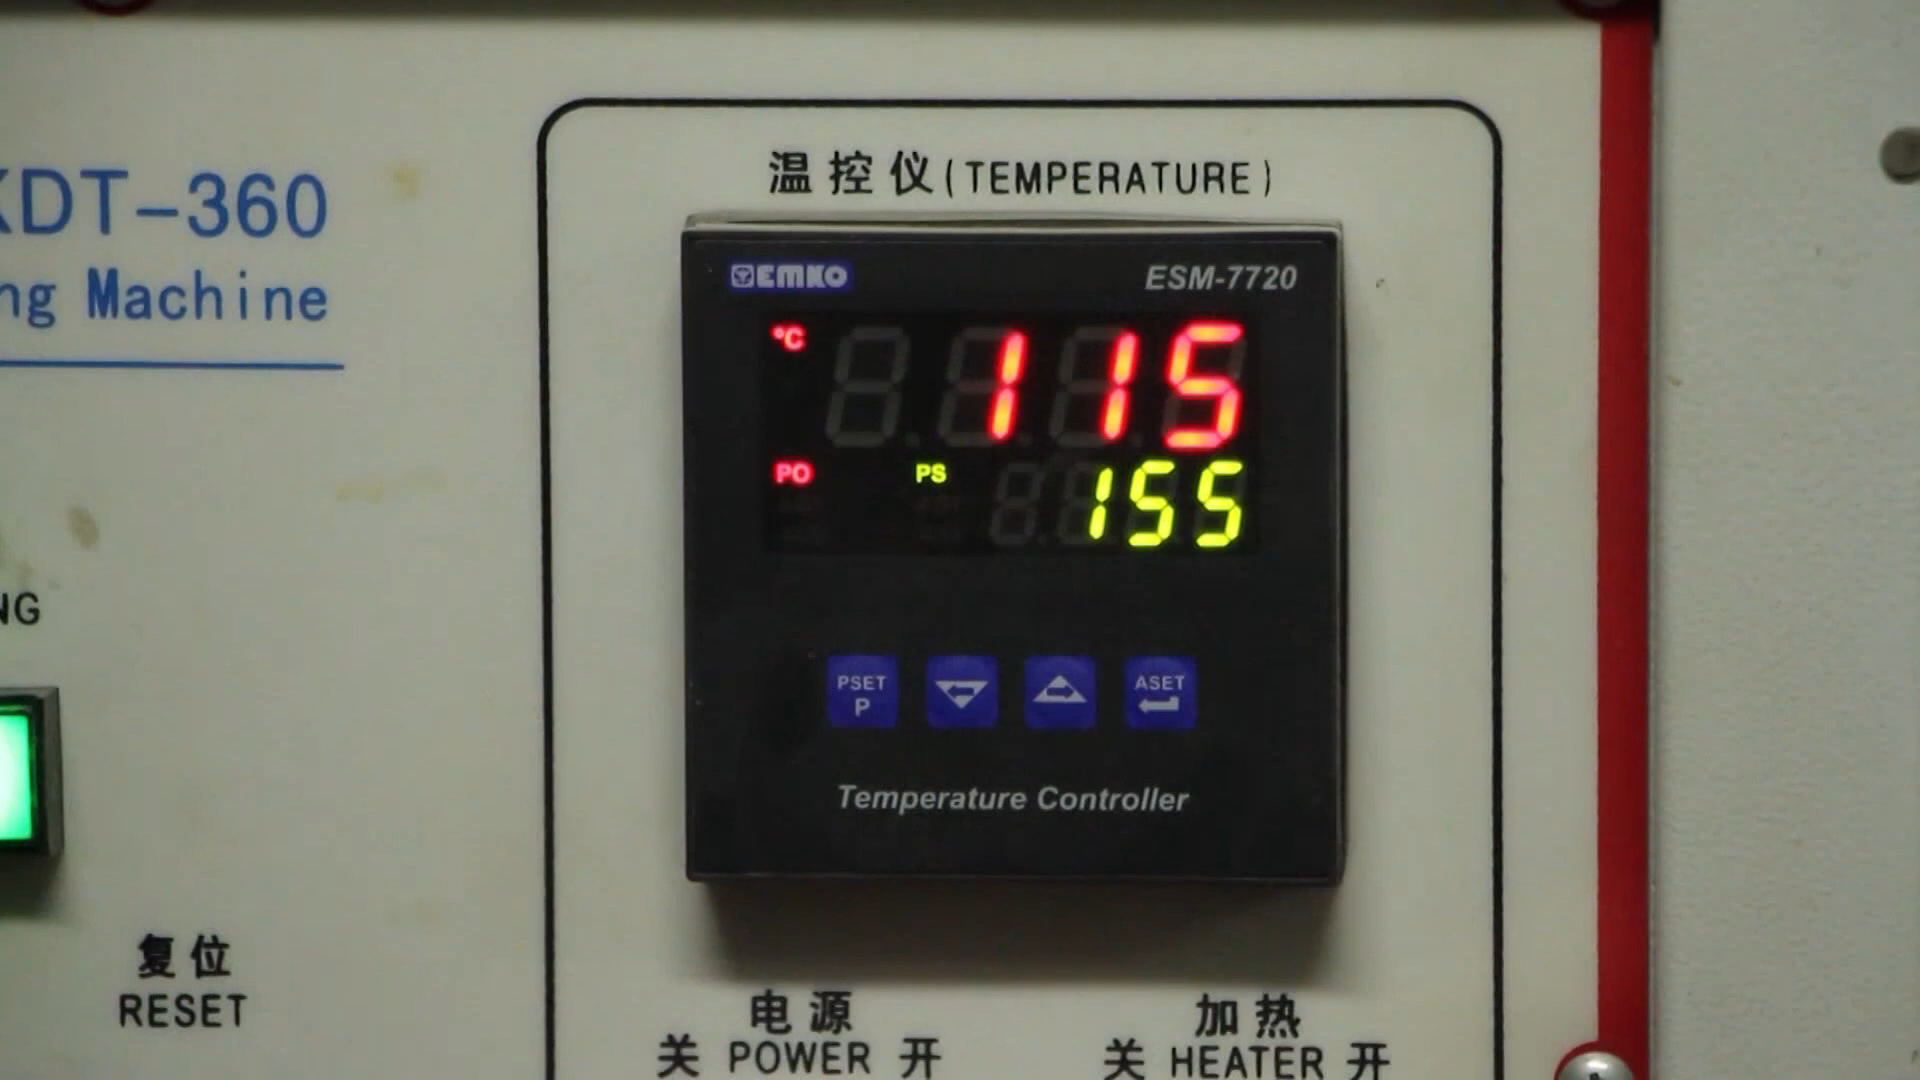 KDT-360
ng Machine
NG
复位
RESET
温控仪(TEMPERATURE)
EMKO
ESM-7720
°C
115
PO
PS
155
PSET
P
ASET
Temperature Controller
电源
关 POWER 开
加热
关 HEATER 开